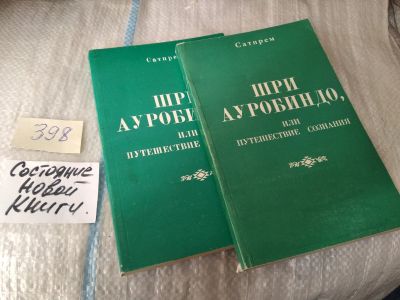 Сатпрем
ШРИ
АУРОБИНДО,
ИЛИ
ПУТЕШЕСТВИЕ СОЗНАНИЯ
Сатпрем
ШРИ
АУРОБИ
ИЛИ
ПУТЕШЕСТВИЕ
398
Состояние
Новой
Книги.